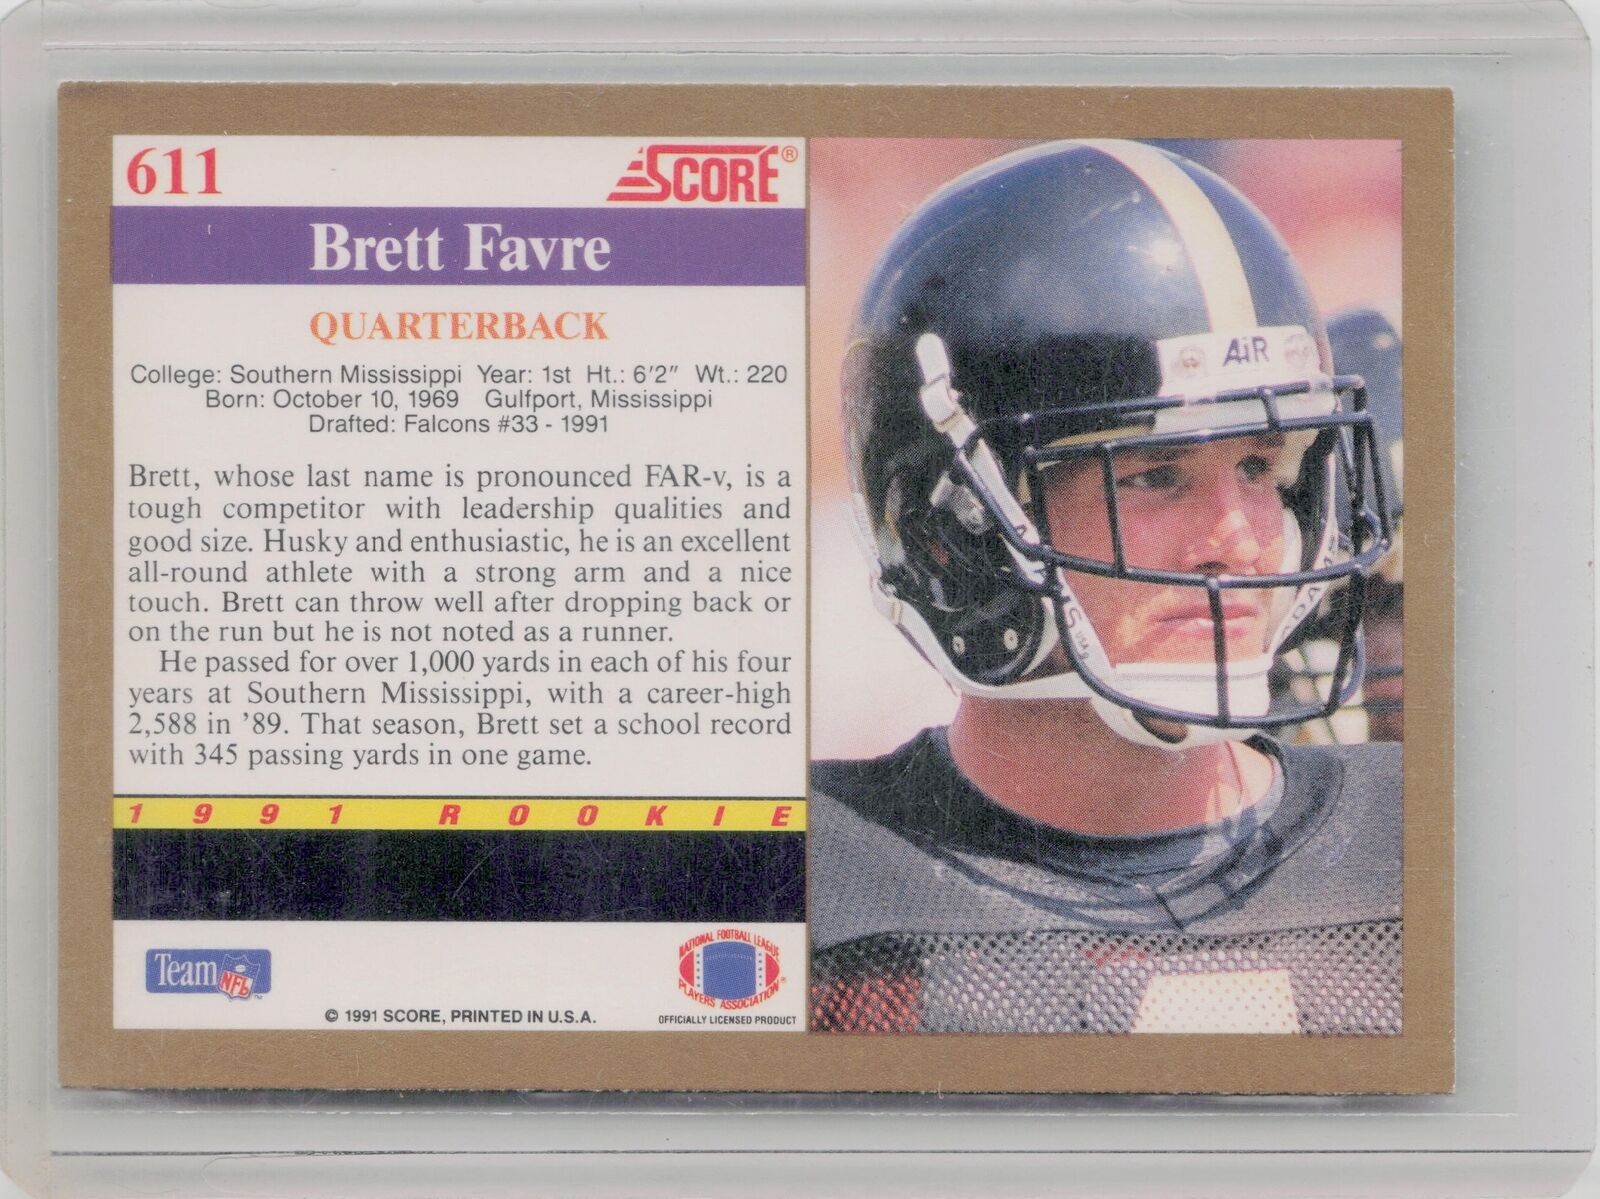 611
SCORE®
Brett Favre
QUARTERBACK
College: Southern Mississippi Year: 1st Ht.: 6'2" Wt.: 220
Born: October 10, 1969 Gulfport, Mississippi
Drafted: Falcons #33 - 1991
Brett, whose last name is pronounced FAR-v, is a
tough competitor with leadership qualities and
good size. Husky and enthusiastic, he is an excellent
all-round athlete with a strong arm and a nice
touch. Brett can throw well after dropping back or
on the run but he is not noted as a runner.
He passed for over 1,000 yards in each of his four
years at Southern Mississippi, with a career-high
2,588 in '89. That season, Brett set a school record
with 345 passing yards in one game.
1991 ROOKIE
Team NFL™
NATIONAL FOOTBALL LEAGUE
PLAYERS ASSOCIATION®
© 1991 SCORE, PRINTED IN U.S.A.
OFFICIALLY LICENSED PRODUCT
AiR